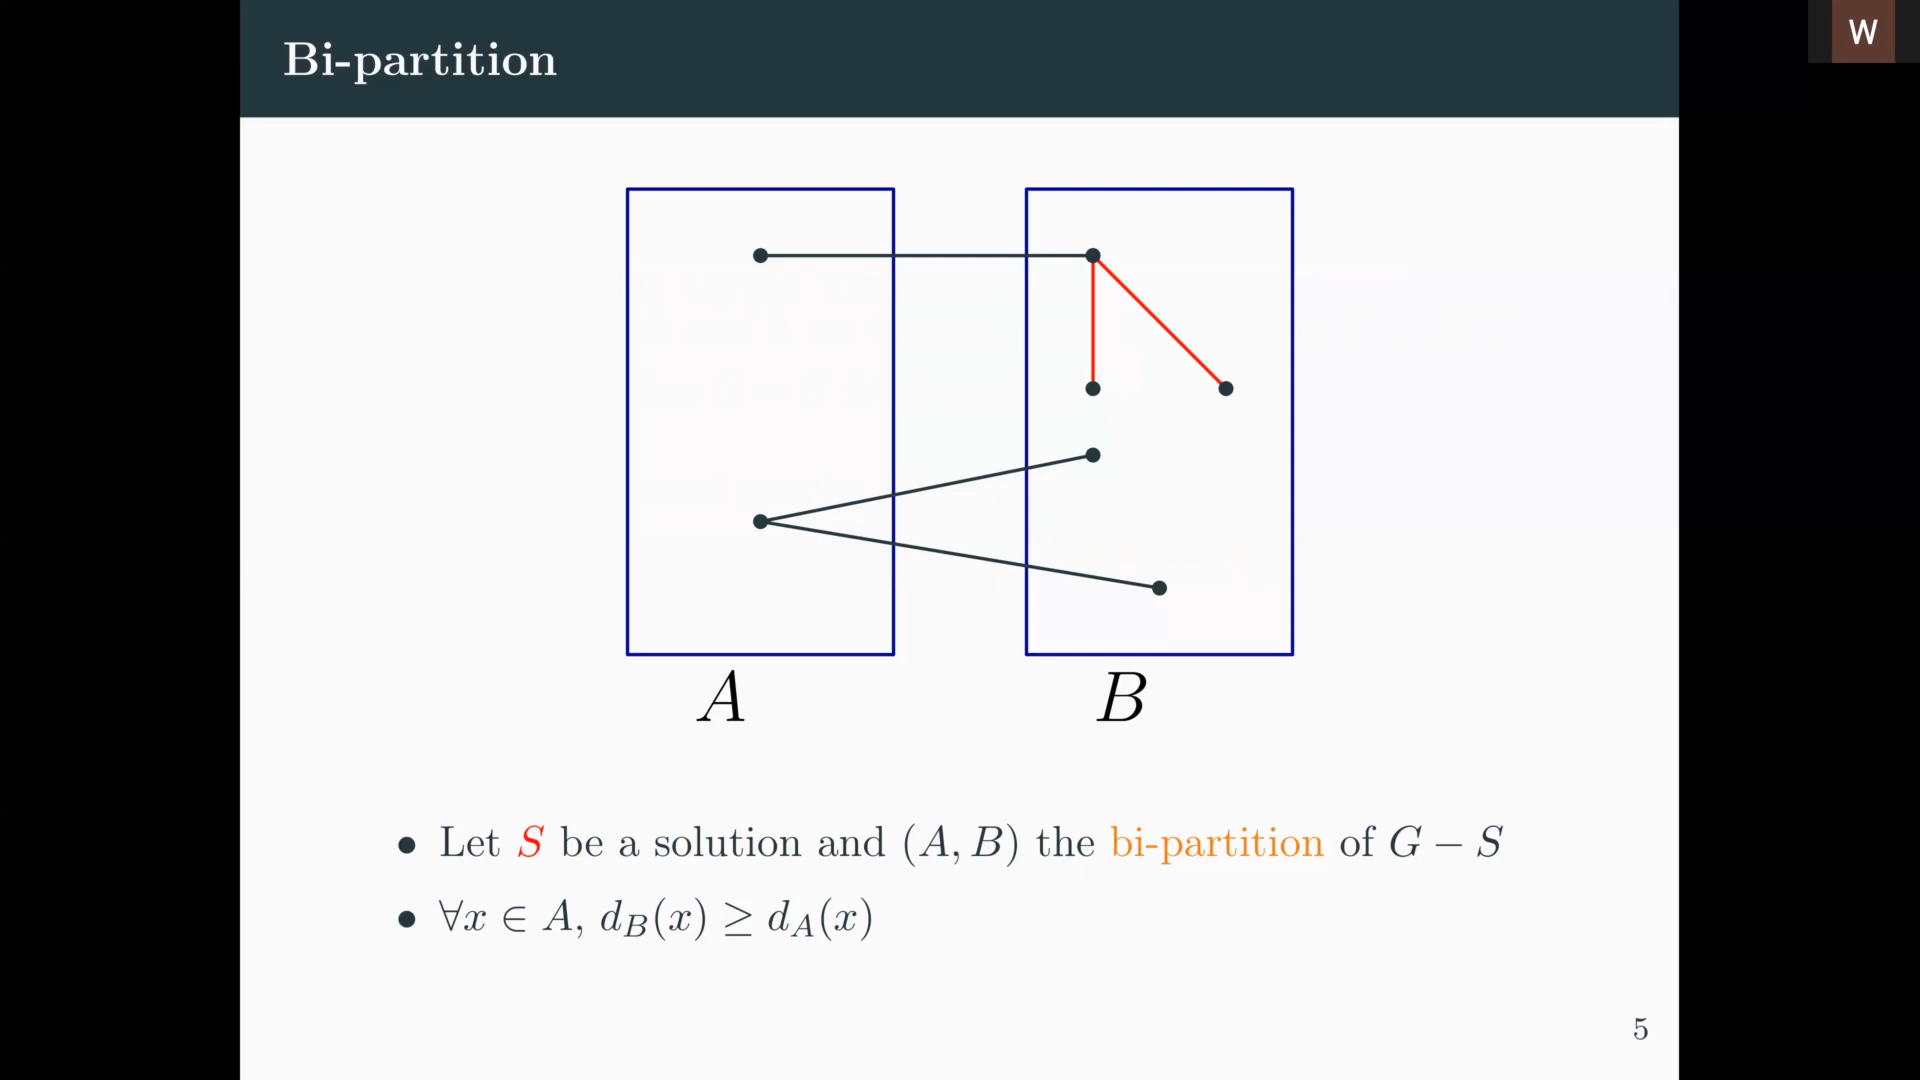 Bi-partition
W
A
B
• Let S be a solution and (A, B) the bi-partition of G − S
• ∀x ∈ A, d_B(x) ≥ d_A(x)
5